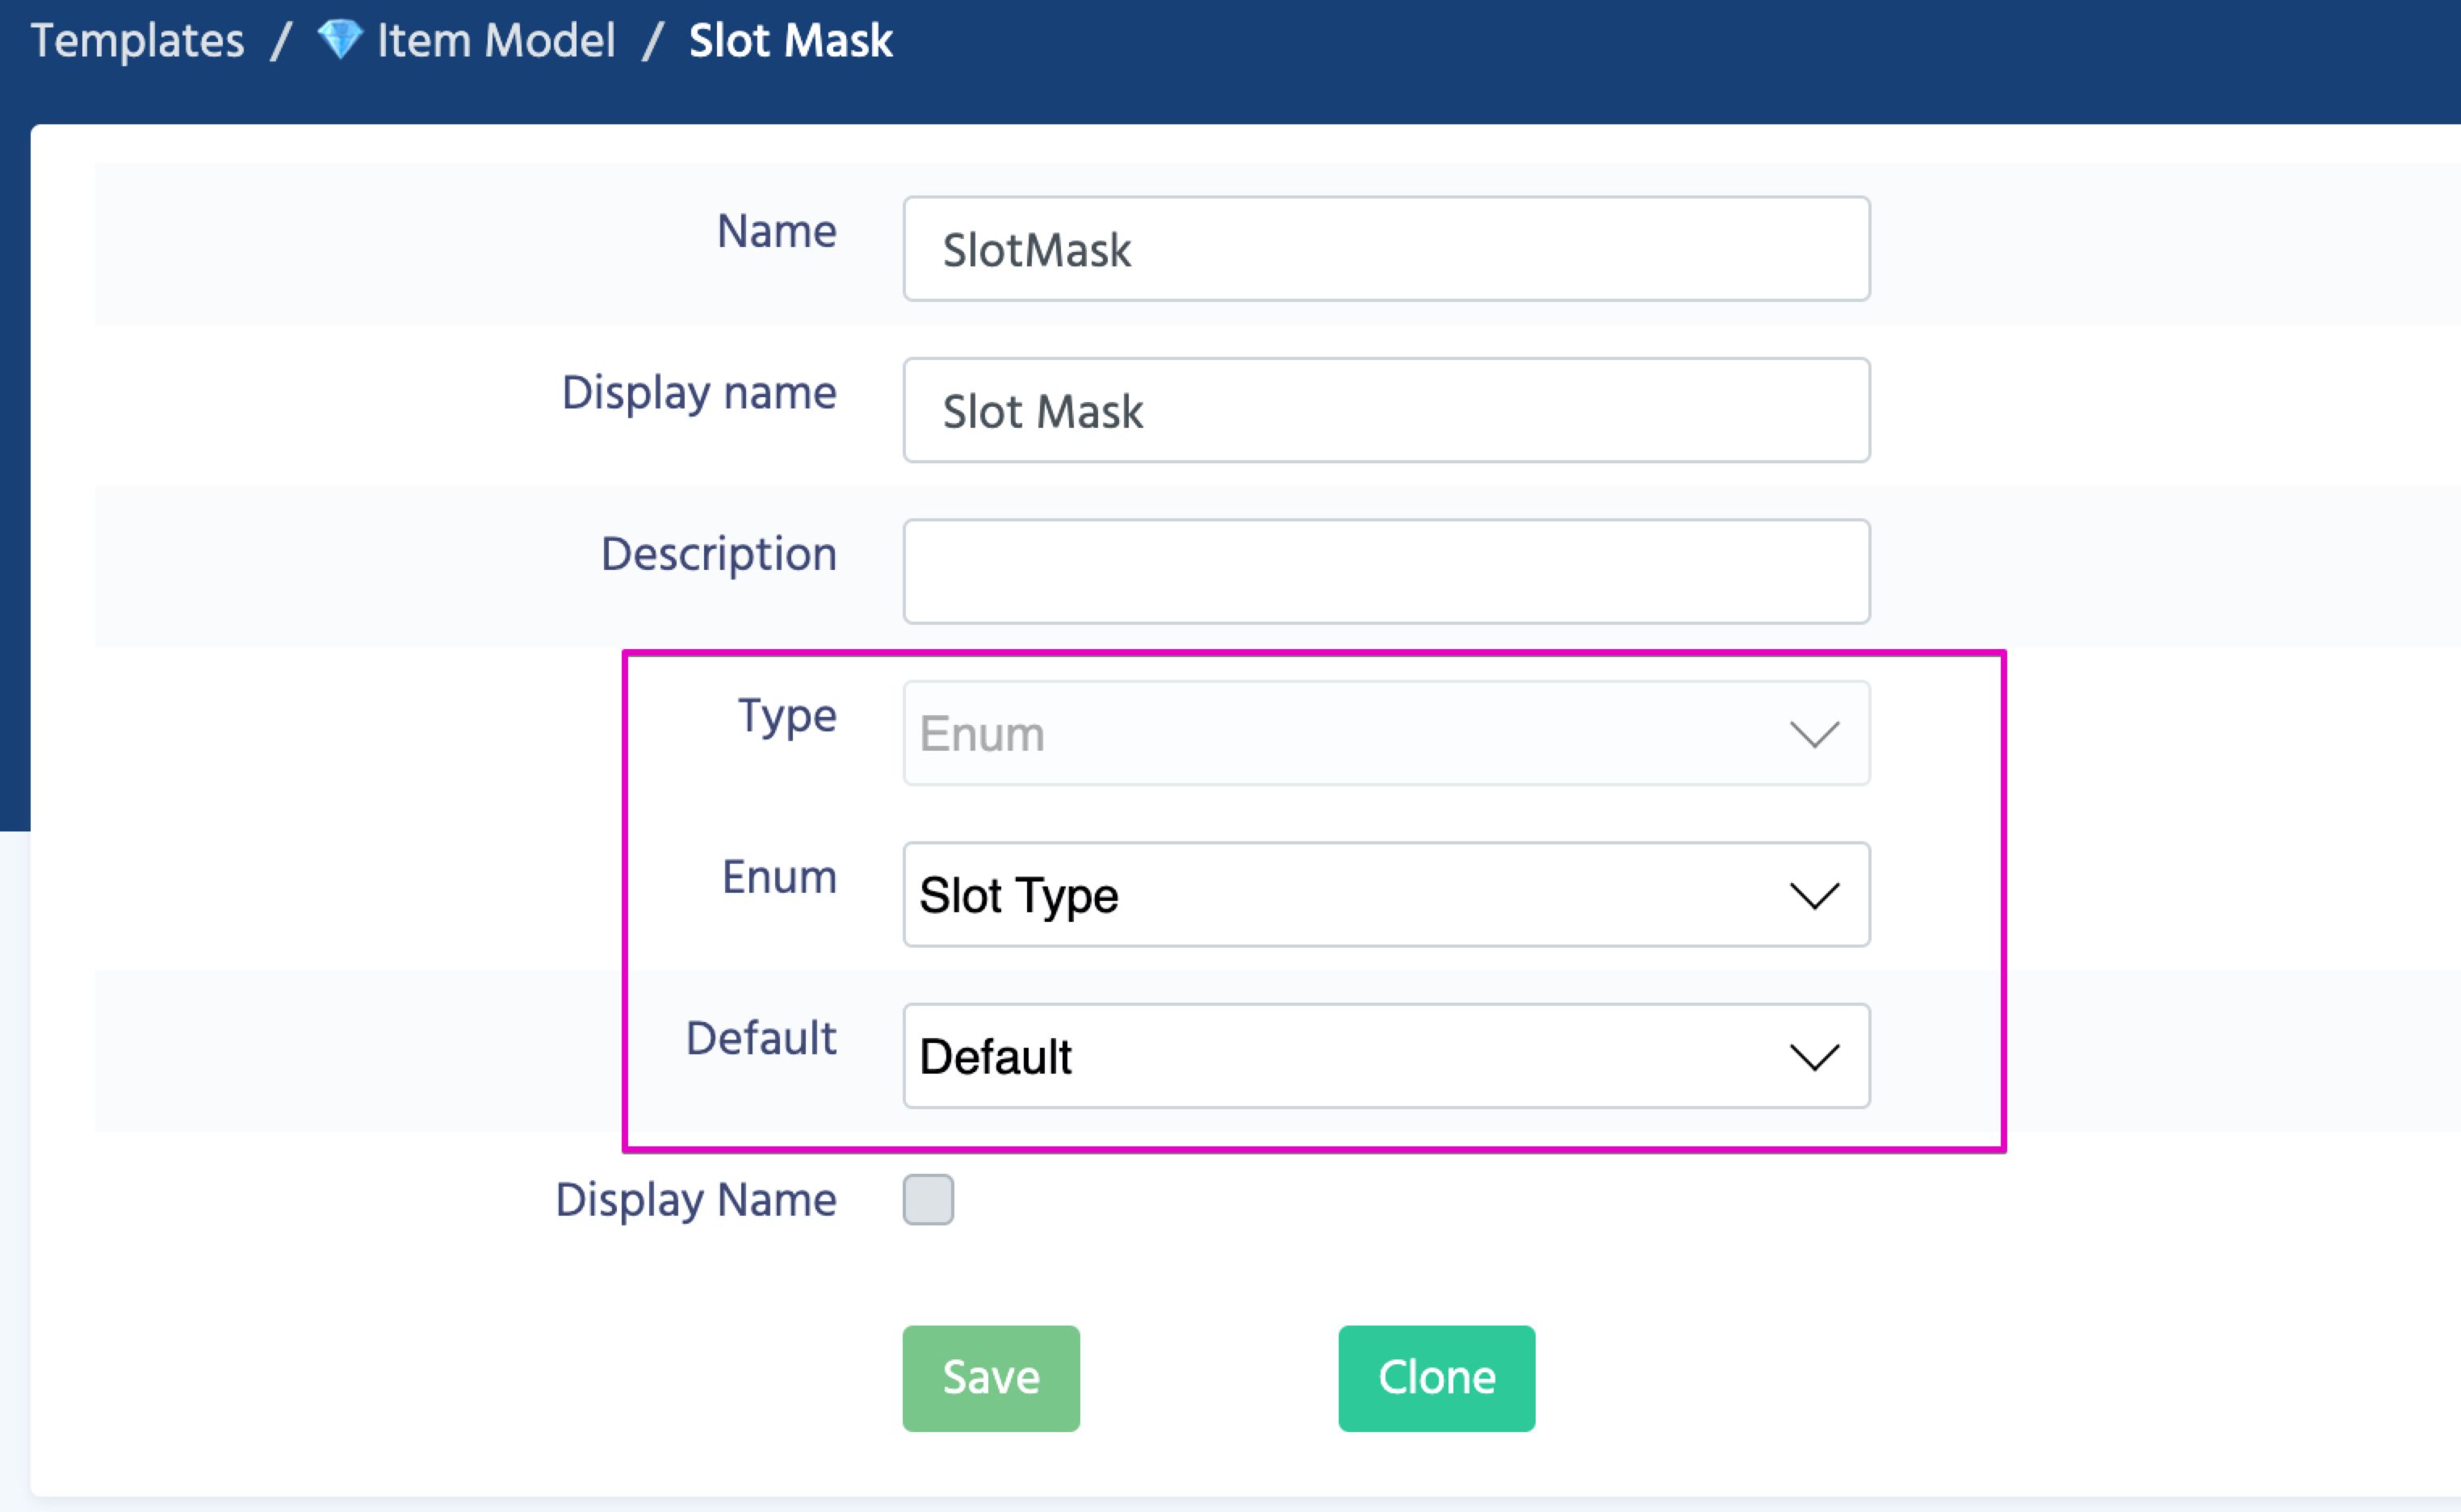 Templates / 💎 Item Model / Slot Mask
Name
SlotMask
Display name
Slot Mask
Description
Type
Enum
Enum
Slot Type
Default
Default
Display Name
Save
Clone